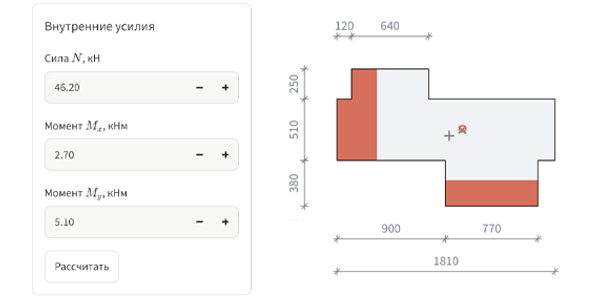 Внутренние усилия
Сила N, кН
46.20
− +
Момент Mx, кНм
2.70
− +
Момент My, кНм
5.10
− +
Рассчитать
120 640
250
510
380
900 770
1810